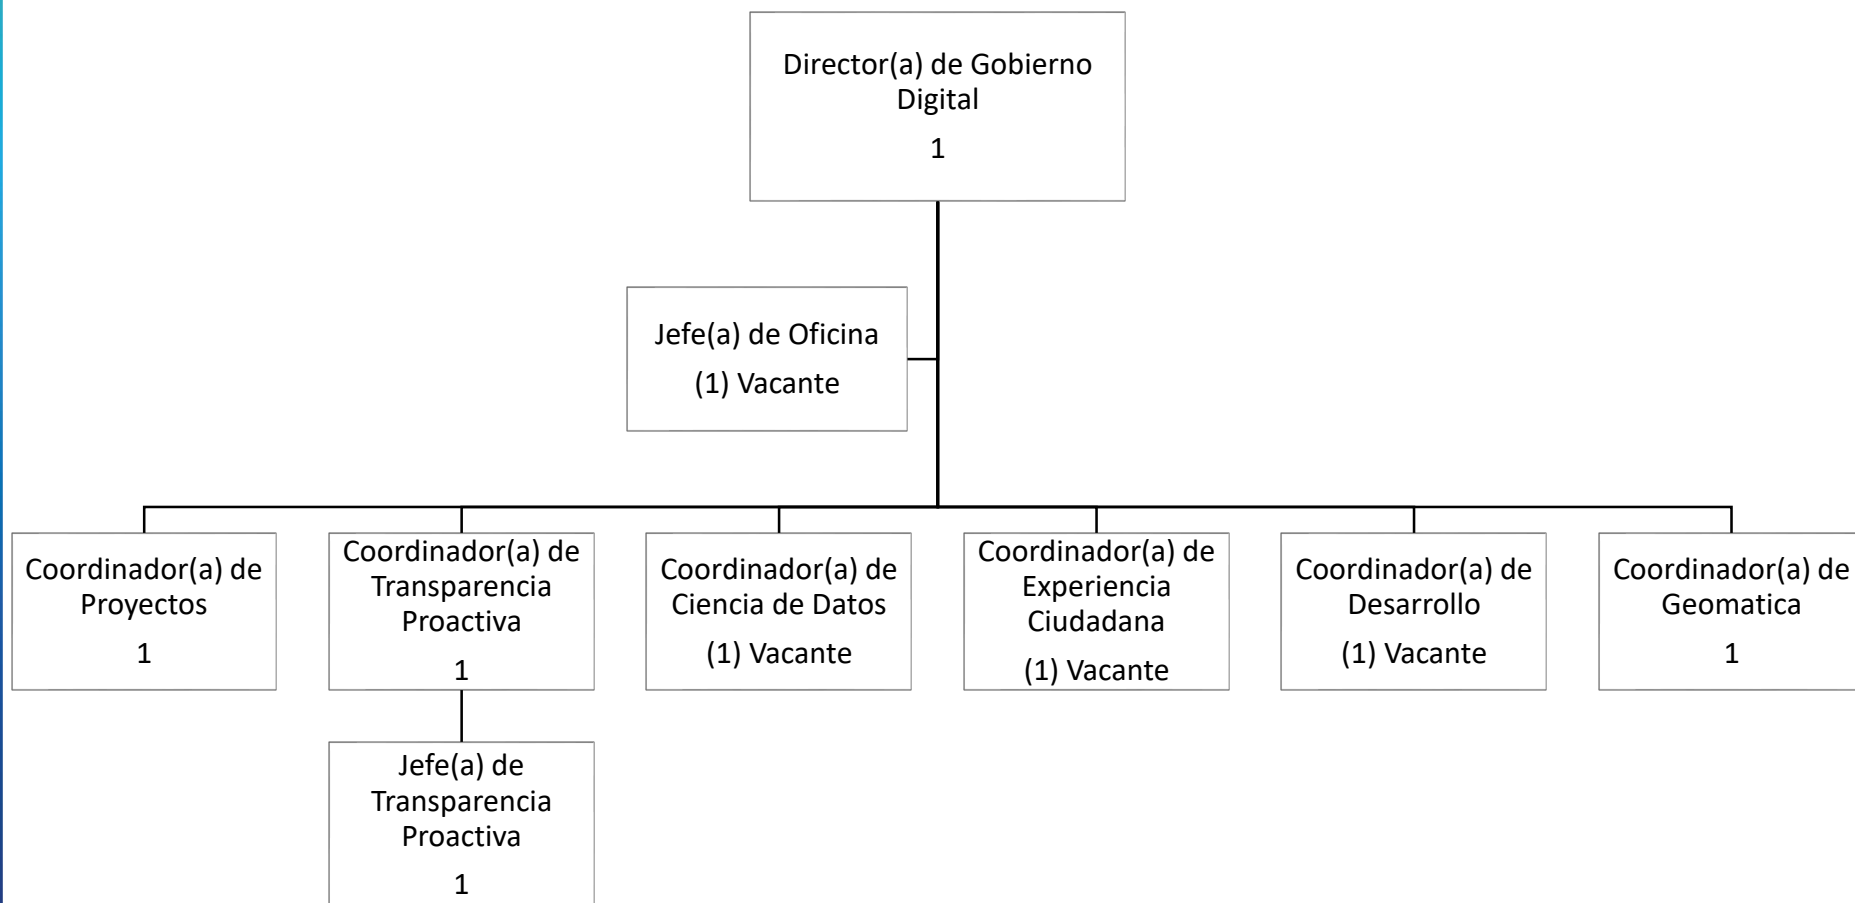 Director(a) de Gobierno
Digital
1
Jefe(a) de Oficina
(1) Vacante
Coordinador(a) de
Proyectos
1
Coordinador(a) de
Transparencia
Proactiva
1
Coordinador(a) de
Ciencia de Datos
(1) Vacante
Coordinador(a) de
Experiencia
Ciudadana
(1) Vacante
Coordinador(a) de
Desarrollo
(1) Vacante
Coordinador(a) de
Geomatica
1
Jefe(a) de
Transparencia
Proactiva
1